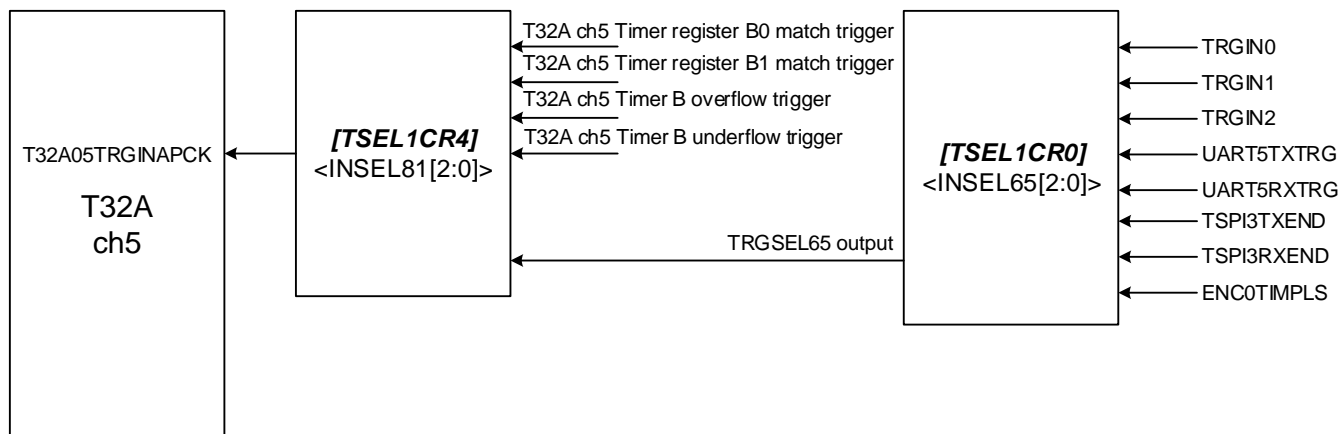 T32A05TRGINAPCK
T32A
ch5
[TSEL1CR4]
<INSEL81[2:0]>
T32A ch5 Timer register B0 match trigger
T32A ch5 Timer register B1 match trigger
T32A ch5 Timer B overflow trigger
T32A ch5 Timer B underflow trigger
TRGSEL65 output
[TSEL1CR0]
<INSEL65[2:0]>
TRGIN0
TRGIN1
TRGIN2
UART5TXTRG
UART5RXTRG
TSPI3TXEND
TSPI3RXEND
ENC0TIMPLS